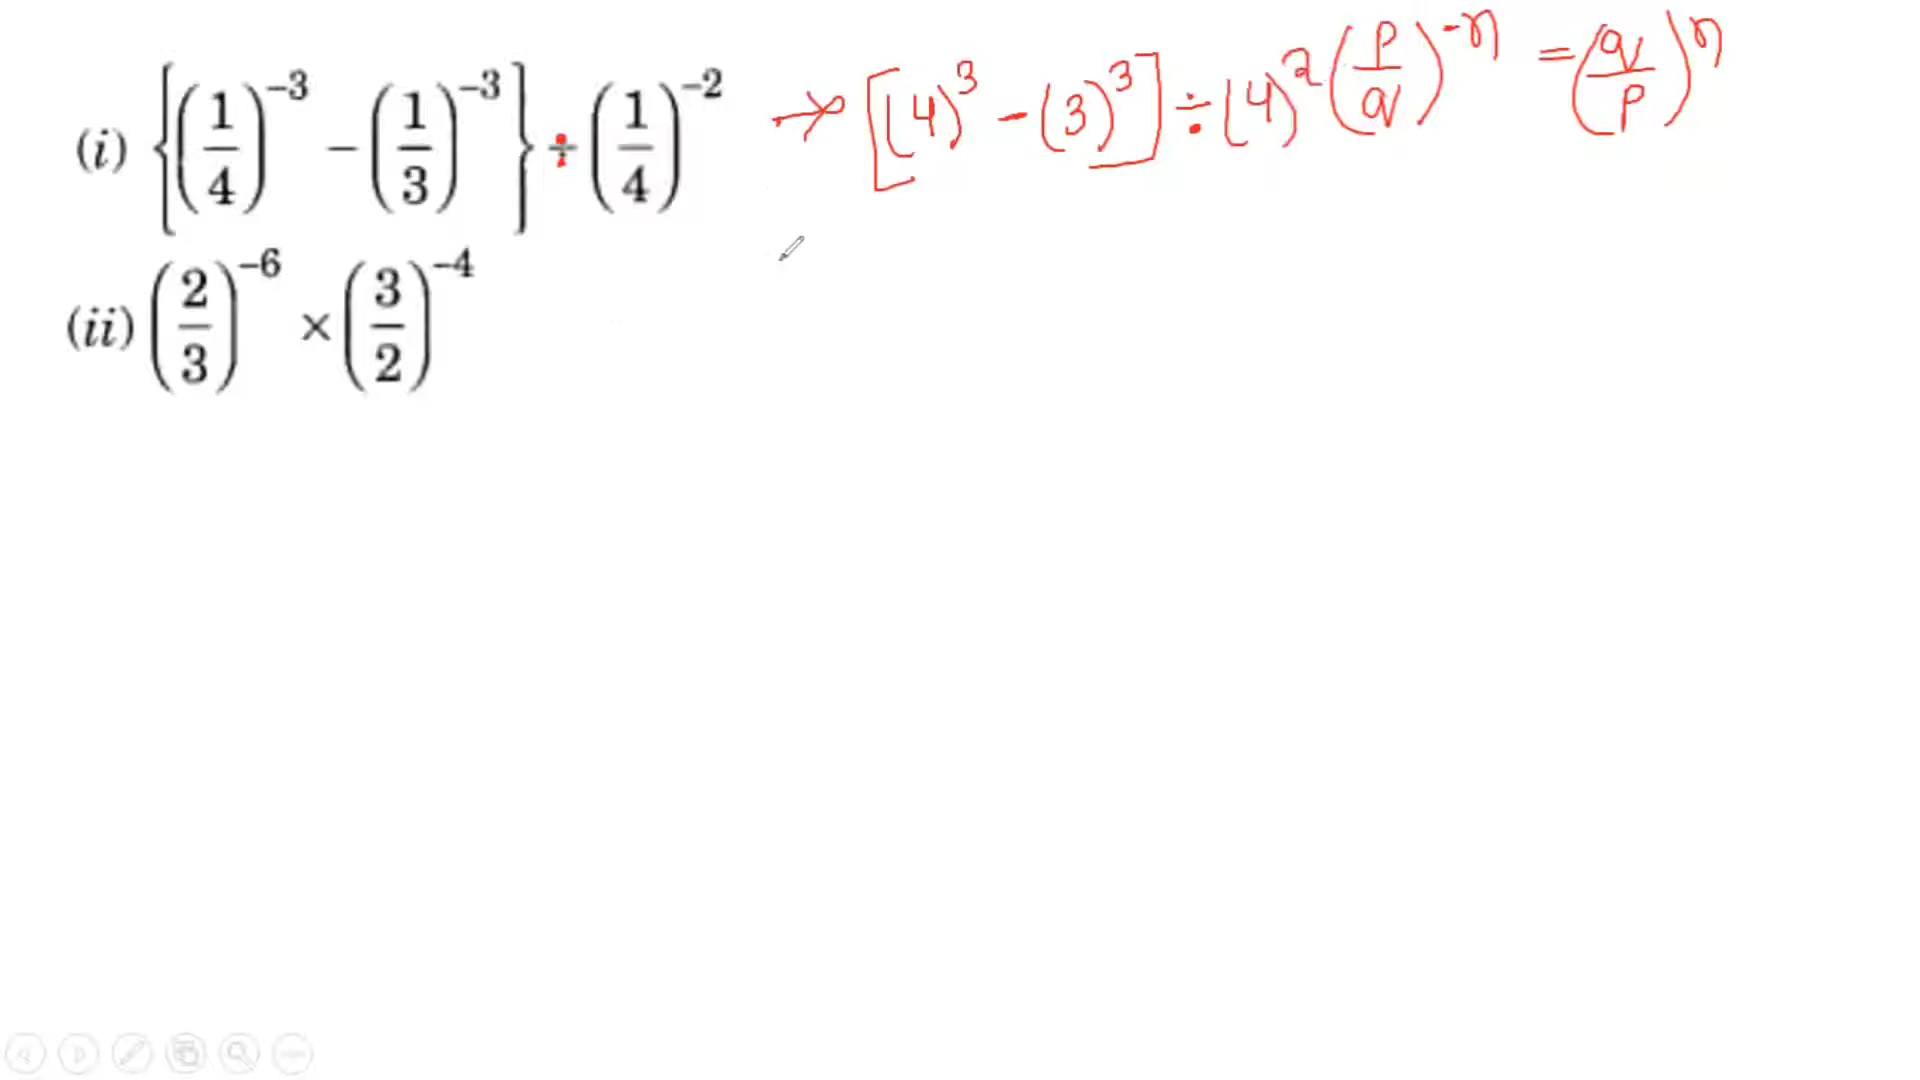 (i) {(1/4)^-3 − (1/3)^-3} ÷ (1/4)^-2 → [(4)^3 − (3)^3] ÷ (4)^2 (p/q)^-n = (q/p)^n
(ii) (2/3)^-6 × (3/2)^-4